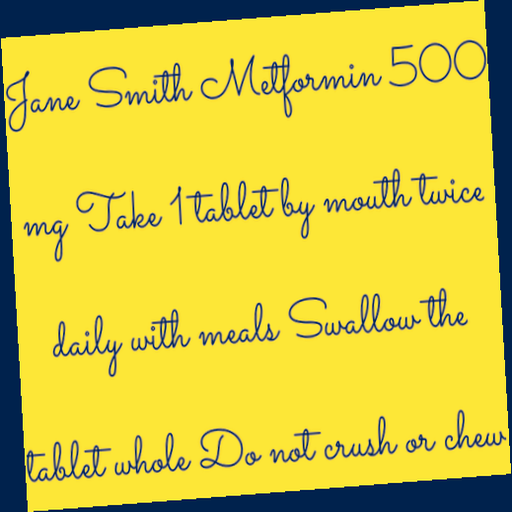 Jane Smith Metformin 500
mg Take 1 tablet by mouth twice
daily with meals Swallow the
tablet whole Do not crush or chew